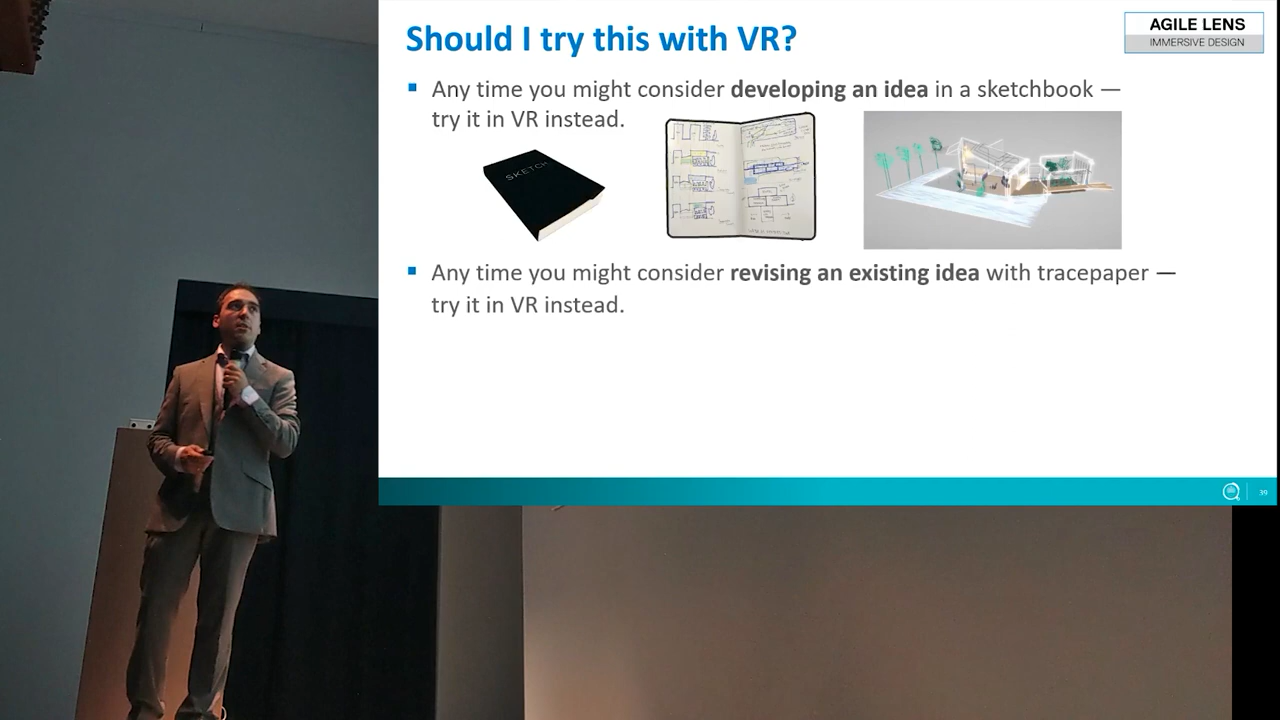 Should I try this with VR?
AGILE LENS
IMMERSIVE DESIGN
▪ Any time you might consider developing an idea in a sketchbook —
try it in VR instead.
SKETCH
▪ Any time you might consider revising an existing idea with tracepaper —
try it in VR instead.
39